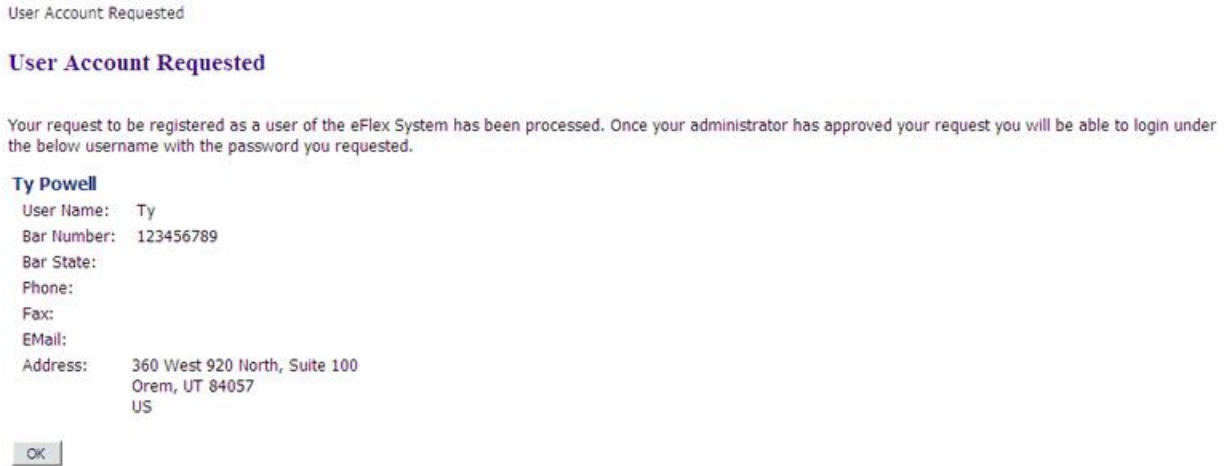 User Account Requested
User Account Requested
Your request to be registered as a user of the eFlex System has been processed. Once your administrator has approved your request you will be able to login under
the below username with the password you requested.
Ty Powell
User Name: Ty
Bar Number: 123456789
Bar State:
Phone:
Fax:
EMail:
Address: 360 West 920 North, Suite 100
Orem, UT 84057
US
OK